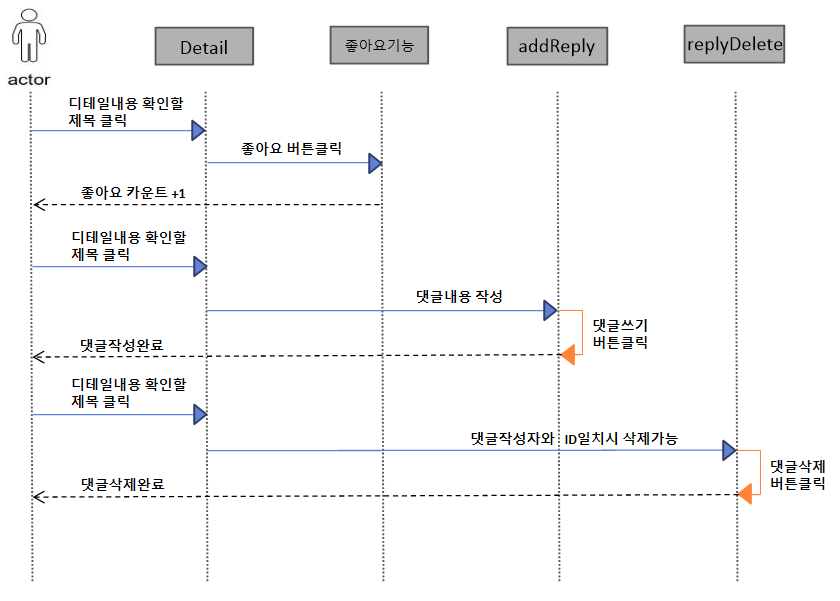 actor
Detail
좋아요기능
addReply
replyDelete
디테일내용 확인할
제목 클릭
좋아요 버튼클릭
좋아요 카운트 +1
디테일내용 확인할
제목 클릭
댓글내용 작성
댓글쓰기
버튼클릭
댓글작성완료
디테일내용 확인할
제목 클릭
댓글작성자와 ID일치시 삭제가능
댓글삭제
버튼클릭
댓글삭제완료